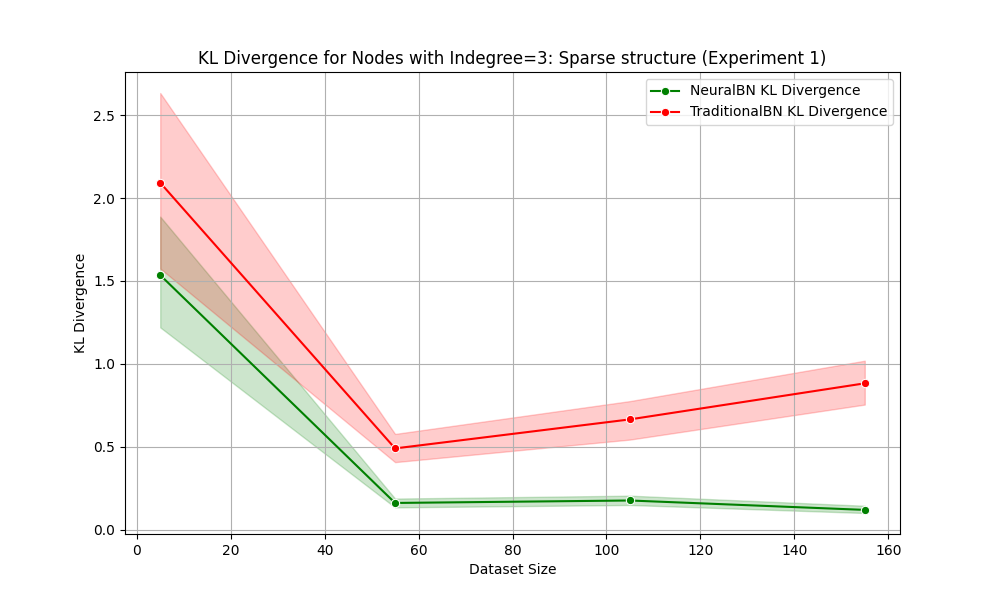 KL Divergence for Nodes with Indegree=3: Sparse structure (Experiment 1)
NeuralBN KL Divergence
TraditionalBN KL Divergence
KL Divergence
2.5
2.0
1.5
1.0
0.5
0.0
0 20 40 60 80 100 120 140 160
Dataset Size